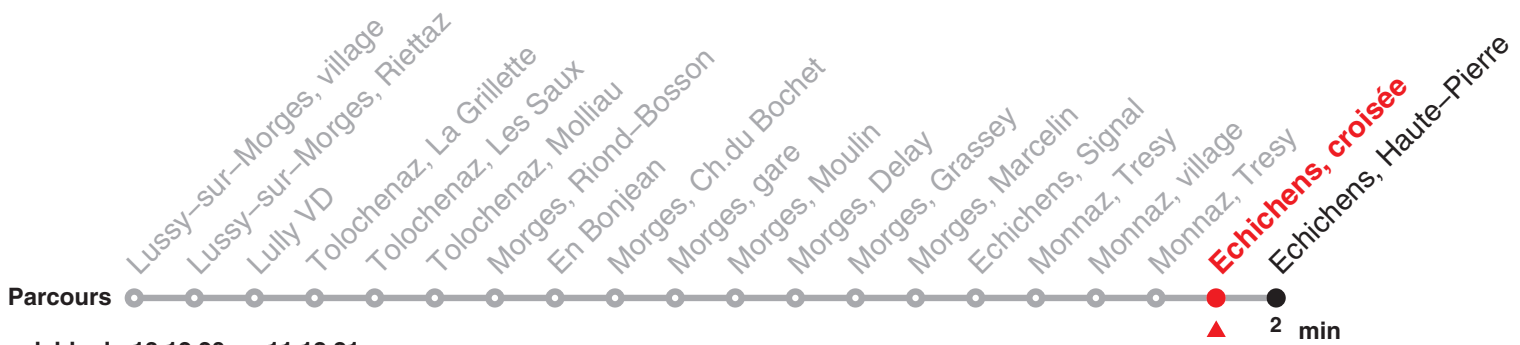 Lussy–sur–Morges, village
Lussy–sur–Morges, Riettaz
Lully VD
Tolochenaz, La Grillette
Tolochenaz, Les Saux
Tolochenaz, Molliau
Morges, Riond–Bosson
En Bonjean
Morges, Ch.du Bochet
Morges, gare
Morges, Moulin
Morges, Delay
Morges, Grassey
Morges, Marcelin
Echichens, Signal
Monnaz, Tresy
Monnaz, village
Monnaz, Tresy
Echichens, croisée
Echichens, Haute–Pierre
Parcours
2 min